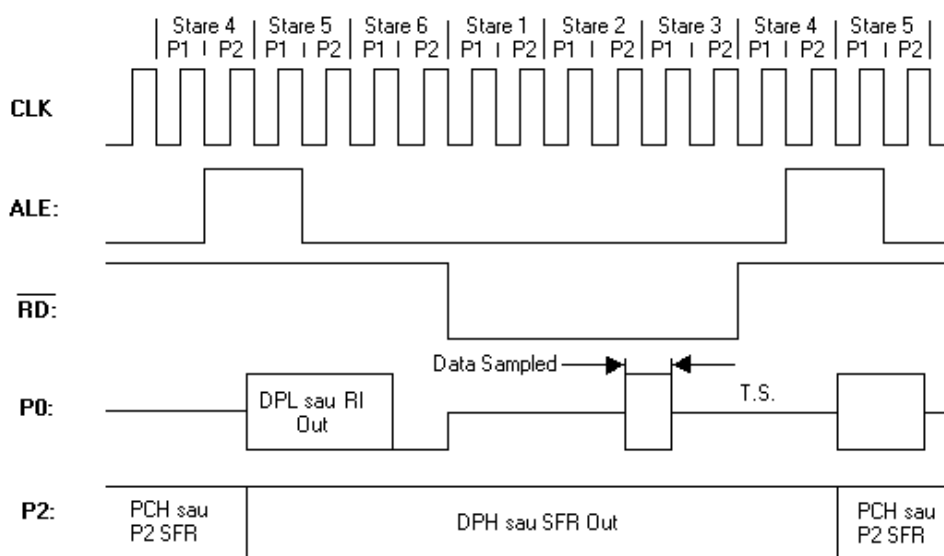 Stare 4 Stare 5 Stare 6 Stare 1 Stare 2 Stare 3 Stare 4 Stare 5
P1 P2 P1 P2 P1 P2 P1 P2 P1 P2 P1 P2 P1 P2 P1 P2
CLK
ALE:
RD:
Data Sampled
P0:
DPL sau RI
Out
T.S.
P2:
PCH sau
P2 SFR
DPH sau SFR Out
PCH sau
P2 SFR